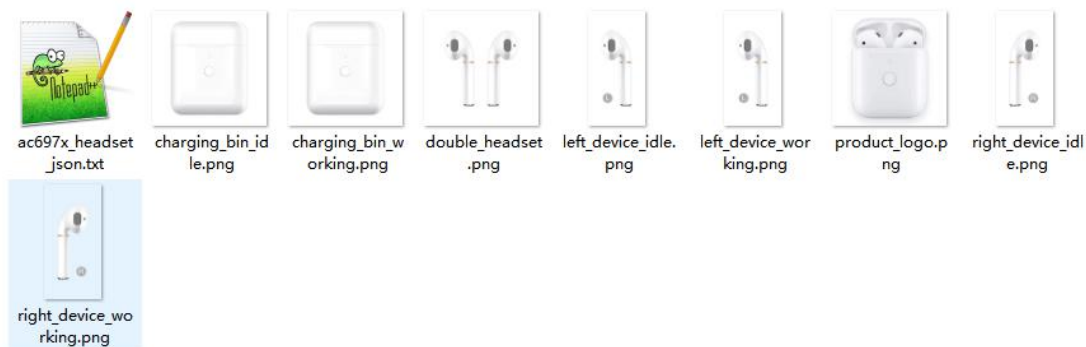 Notepad++
ac697x_headset
_json.txt
charging_bin_id
le.png
charging_bin_w
orking.png
double_headset
.png
left_device_idle.
png
left_device_wor
king.png
product_logo.p
ng
right_device_idl
e.png
right_device_wo
rking.png